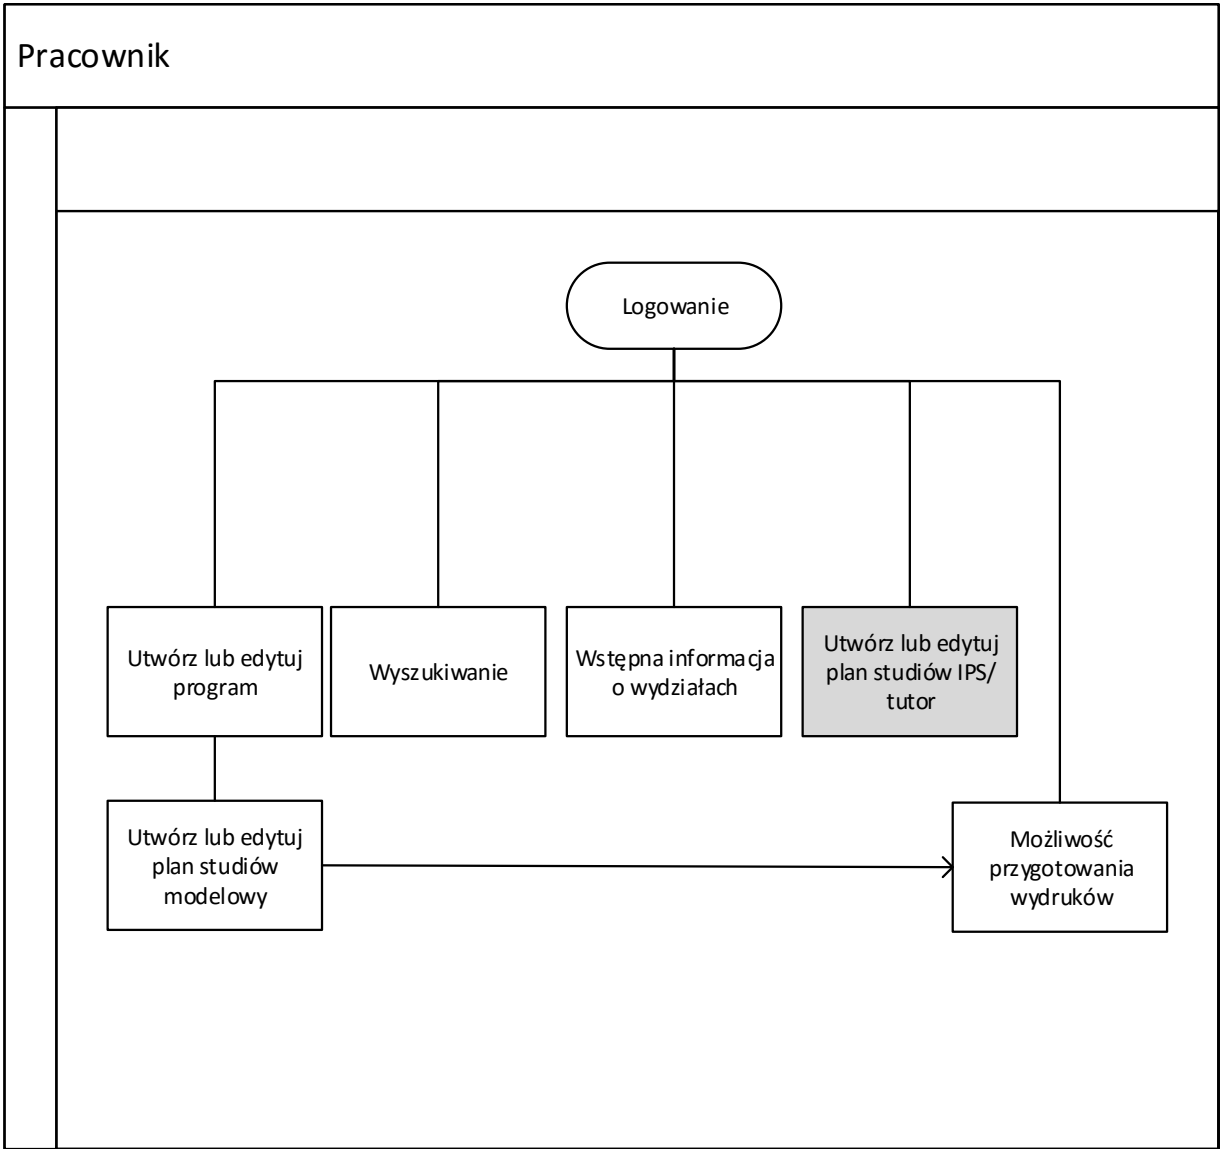 Pracownik
Logowanie
Utwórz lub edytuj
program
Wyszukiwanie
Wstępna informacja
o wydziałach
Utwórz lub edytuj
plan studiów IPS/
tutor
Utwórz lub edytuj
plan studiów
modelowy
Możliwość
przygotowania
wydruków